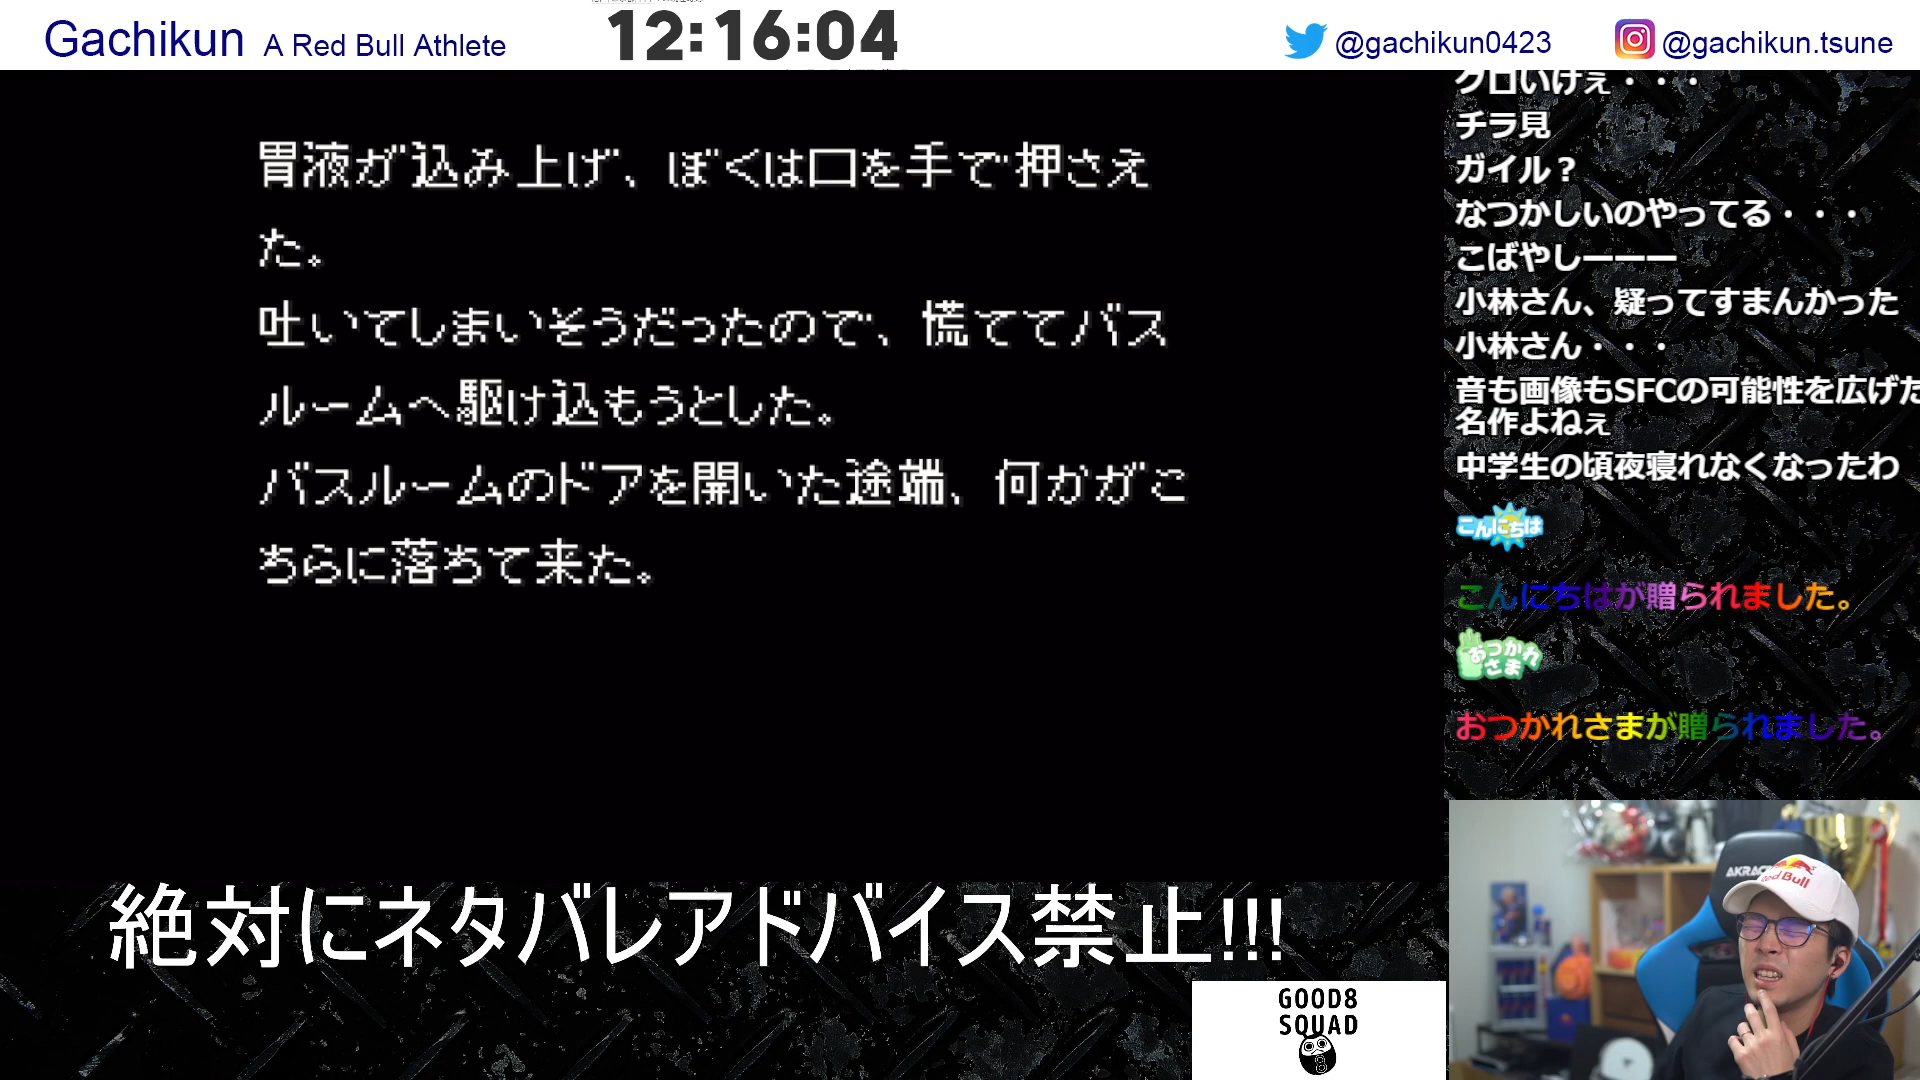 Gachikun A Red Bull Athlete
12:16:04
@gachikun0423
@gachikun.tsune
胃液が込み上げ、ぼくは口を手で押さえ
た。
吐いてしまいそうだったので、慌ててバス
ルームへ駆け込もうとした。
バスルームのドアを開いた途端、何かがこ
ちらに落ちて来た。
グロいけぇ・・・
チラ見
ガイル？
なつかしいのやってる・・・
こばやしーーー
小林さん、疑ってすまんかった
小林さん・・・
音も画像もSFCの可能性を広げた
名作よねぇ
中学生の頃夜寝れなくなったわ
こんにちは
こんにちはが贈られました。
おつかれ
さま
おつかれさまが贈られました。
絶対にネタバレアドバイス禁止!!!
GOOD8
SQUAD
AKRAC
Red Bull